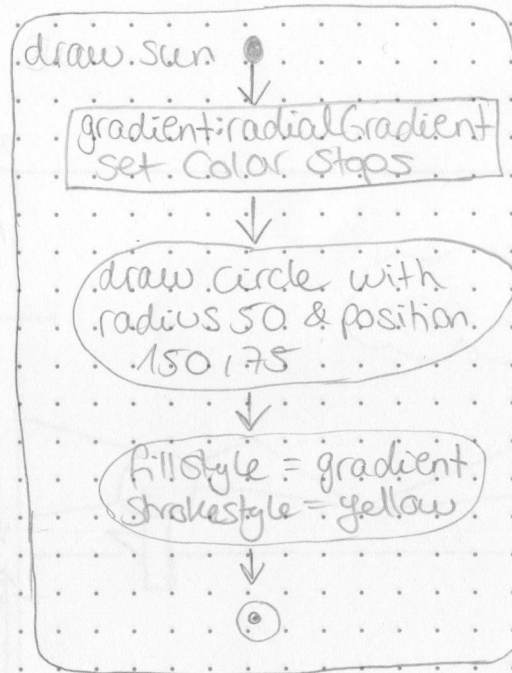 draw sun
gradient:radialGradient
set Color Stops
draw circle with
radius 50 & position
150,75
fillstyle = gradient
strokestyle = yellow